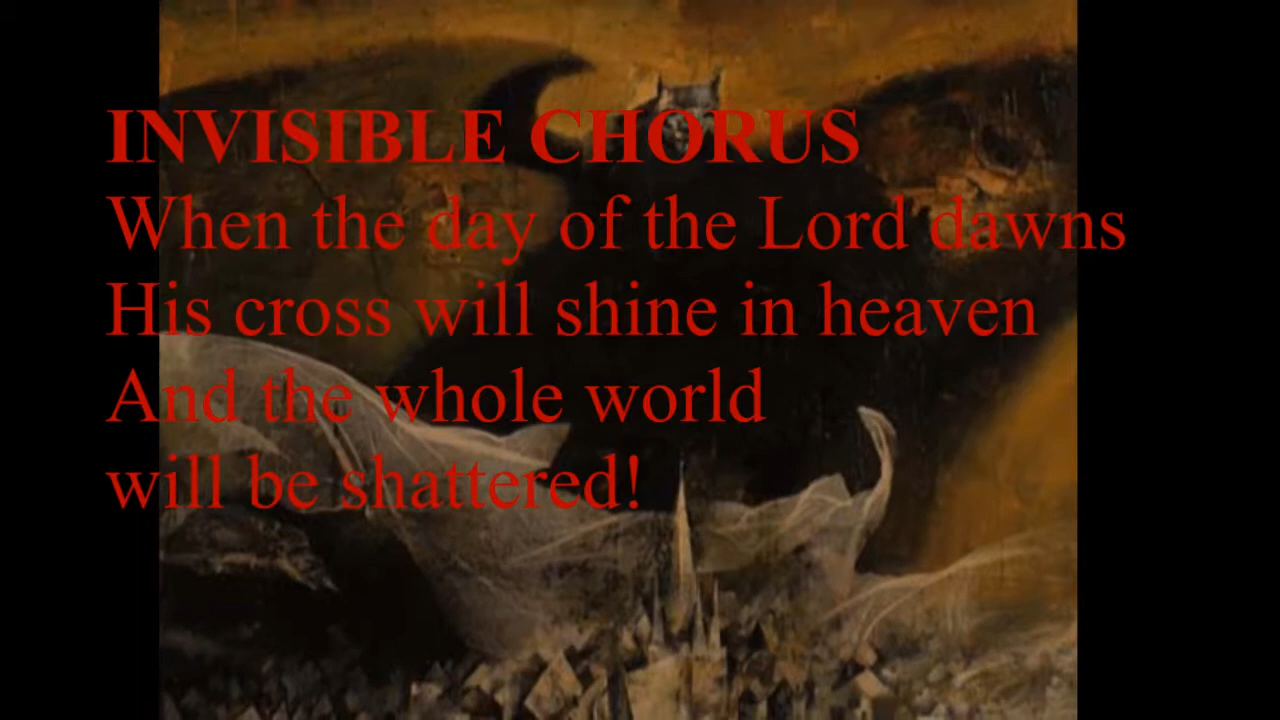 INVISIBLE CHORUS
When the day of the Lord dawns
His cross will shine in heaven
And the whole world
will be shattered!